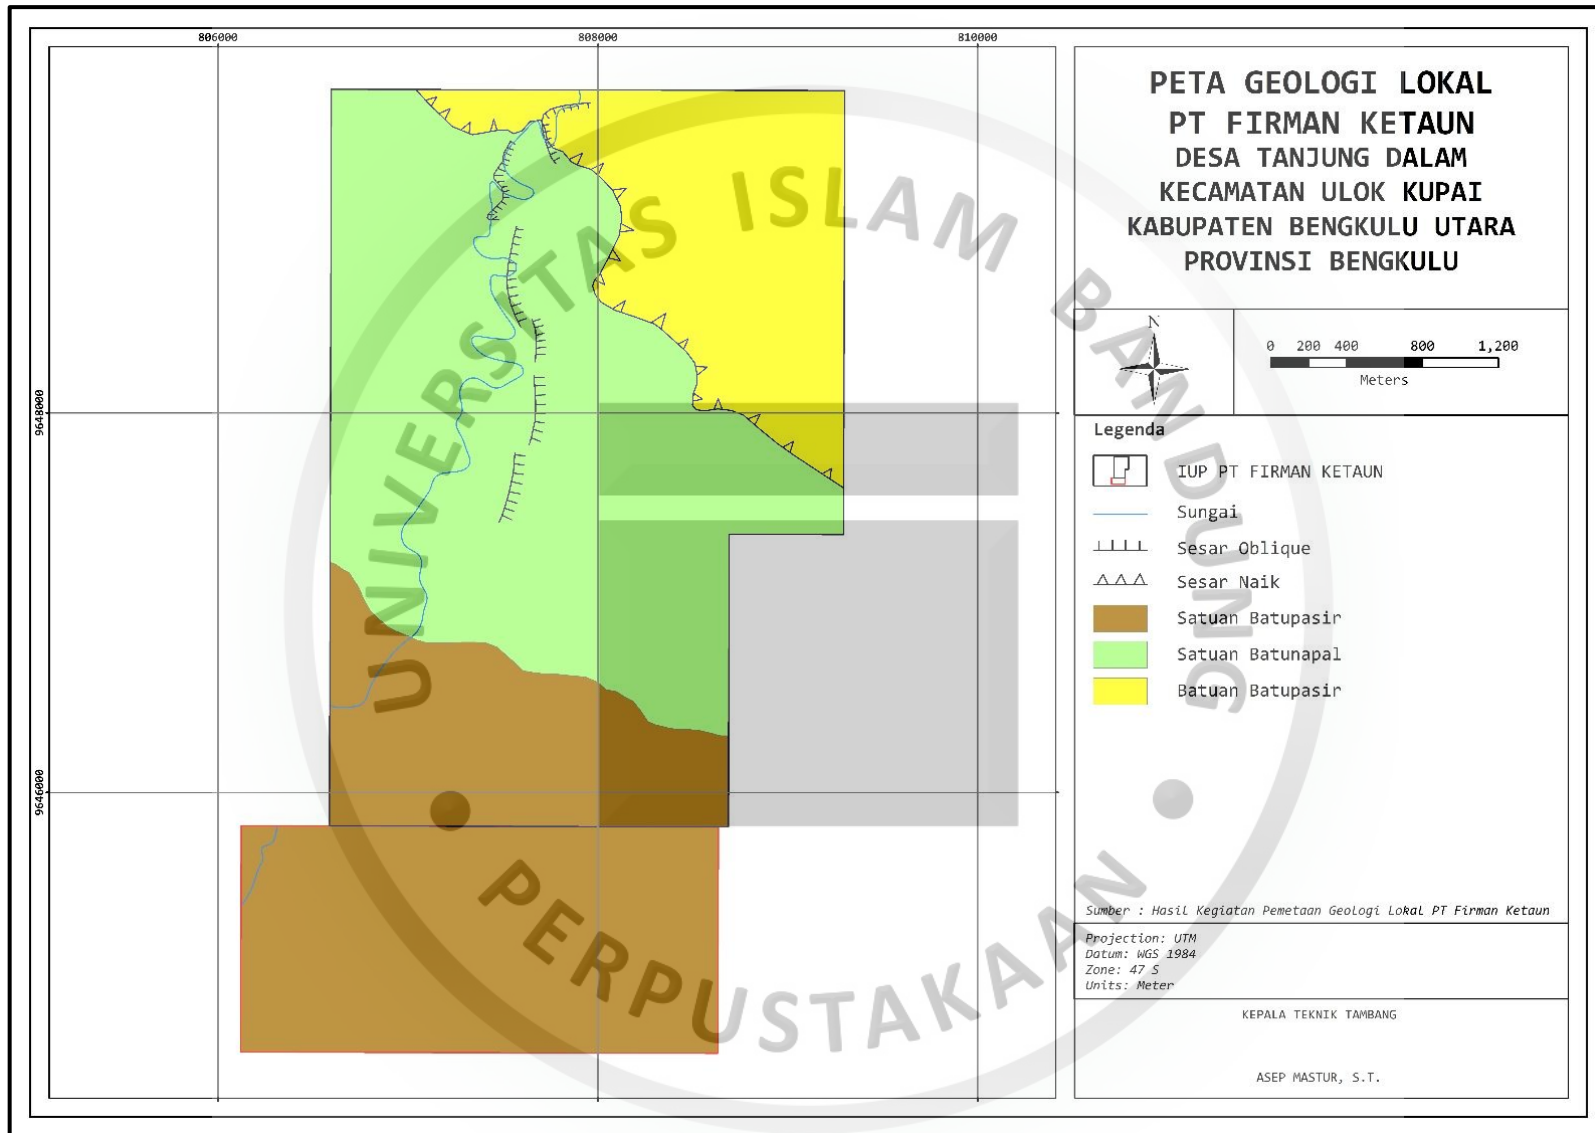 806000
808000
810000
9648000
9646000
PETA GEOLOGI LOKAL
PT FIRMAN KETAUN
DESA TANJUNG DALAM
KECAMATAN ULOK KUPAI
KABUPATEN BENGKULU UTARA
PROVINSI BENGKULU
N
0 200 400 800 1,200
Meters
Legenda
IUP PT FIRMAN KETAUN
Sungai
Sesar Oblique
Sesar Naik
Satuan Batupasir
Satuan Batunapal
Batuan Batupasir
Sumber : Hasil Kegiatan Pemetaan Geologi Lokal PT Firman Ketaun
Projection: UTM
Datum: WGS 1984
Zone: 47 S
Units: Meter
KEPALA TEKNIK TAMBANG
ASEP MASTUR, S.T.
UNIVERSITAS ISLAM BANDUNG
PERPUSTAKAAN